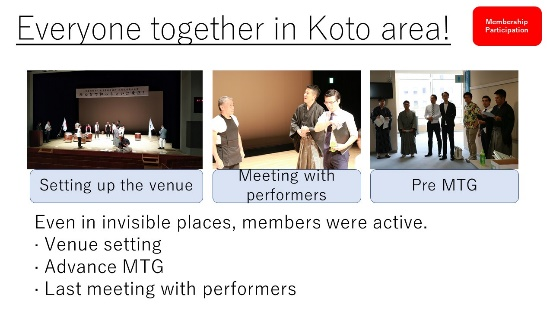 Everyone together in Koto area!
Membership
Participation
Setting up the venue
Meeting with
performers
Pre MTG
Even in invisible places, members were active.
· Venue setting
· Advance MTG
· Last meeting with performers